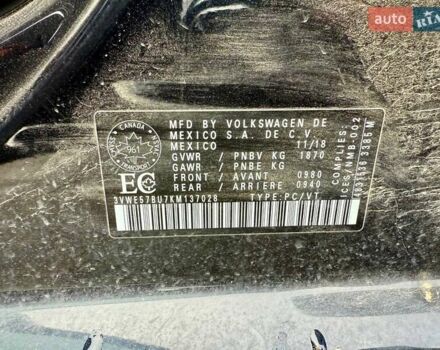 AUTO.RIA
MFD BY VOLKSWAGEN DE
MEXICO S.A. DE C.V.
MEXICO 11/18
GVWR / PNBV KG 1870
GAWR / PNBE KG
FRONT / AVANT 0980
REAR / ARRIERE 0940
3VWE57BU7KM137028 TYPE:PC/VT
CANADA
961
TRANSPORT
EC
COMPLIES:
ICES/NMB-002